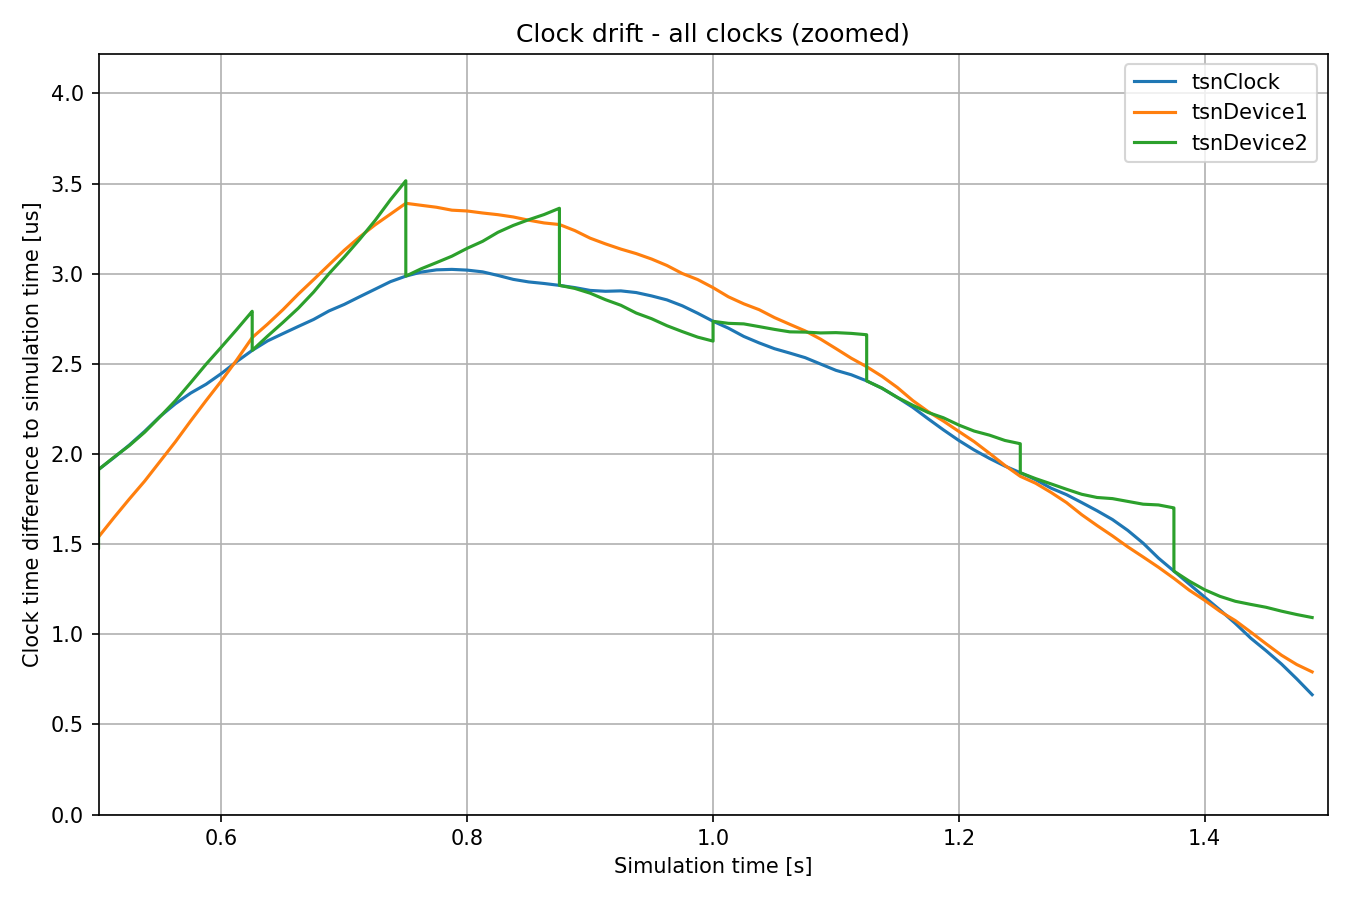 Clock drift - all clocks (zoomed)
tsnClock
tsnDevice1
tsnDevice2
Clock time difference to simulation time [us]
4.0
3.5
3.0
2.5
2.0
1.5
1.0
0.5
0.0
0.6 0.8 1.0 1.2 1.4
Simulation time [s]